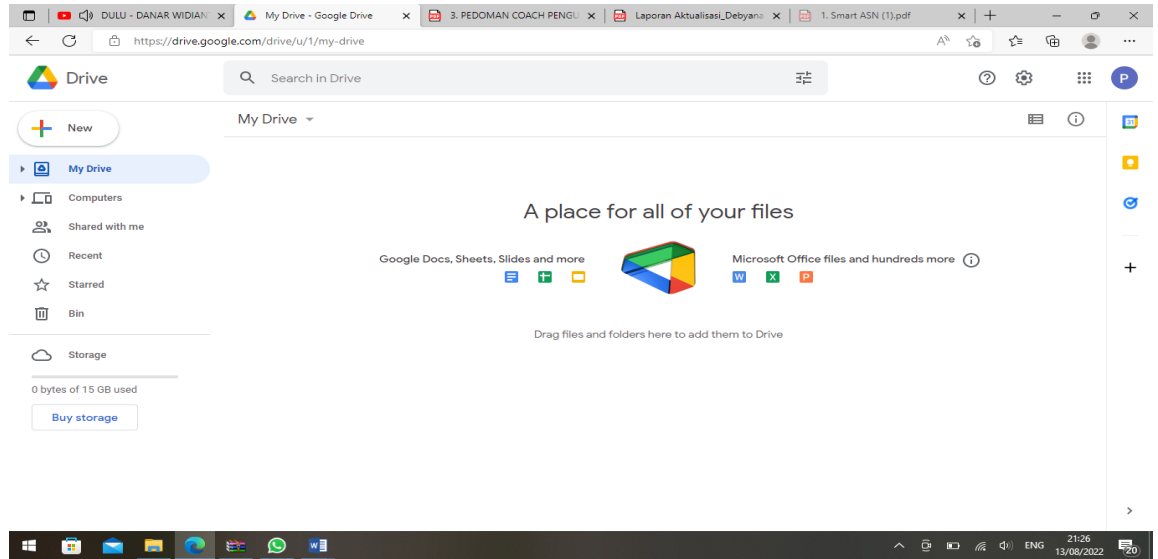 DULU - DANAR WIDIAN
My Drive - Google Drive
3. PEDOMAN COACH PENGU
Laporan Aktualisasi_Debyana
1. Smart ASN (1).pdf
https://drive.google.com/drive/u/1/my-drive
Drive
Search in Drive
P
New
My Drive
31
My Drive
Computers
Shared with me
Recent
Starred
Bin
Storage
0 bytes of 15 GB used
Buy storage
A place for all of your files
Google Docs, Sheets, Slides and more
Microsoft Office files and hundreds more
W X P
Drag files and folders here to add them to Drive
ENG
21:26
13/08/2022
20